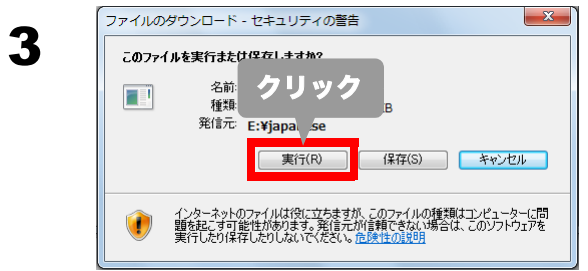 3
ファイルのダウンロード - セキュリティの警告
このファイルを実行または保存しますか?
名前:
クリック
種類:
B
発信元: E:¥japanese
実行(R) 保存(S) キャンセル
インターネットのファイルは役に立ちますが、このファイルの種類はコンピューターに問
題を起こす可能性があります。発信元が信頼できない場合は、このソフトウェアを
実行したり保存したりしないでください。危険性の説明